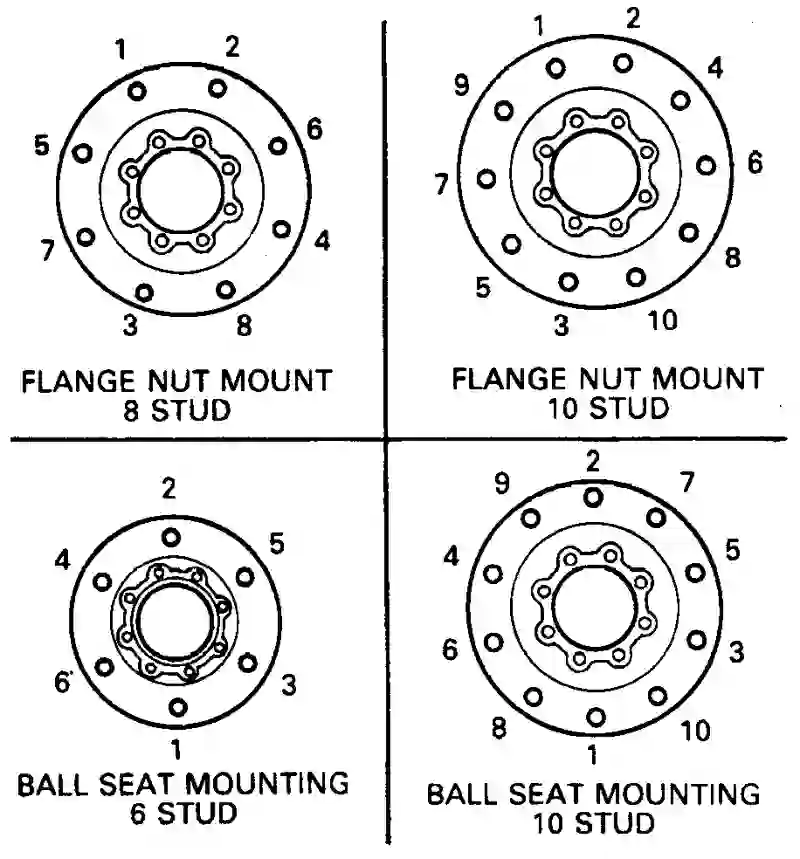 1 2
5 6
7 4
3 8
FLANGE NUT MOUNT
8 STUD
1 2
9 4
7 6
5 8
3 10
FLANGE NUT MOUNT
10 STUD
2
4 5
6 3
1
BALL SEAT MOUNTING
6 STUD
2
9 7
4 5
6 3
8 10
1
BALL SEAT MOUNTING
10 STUD